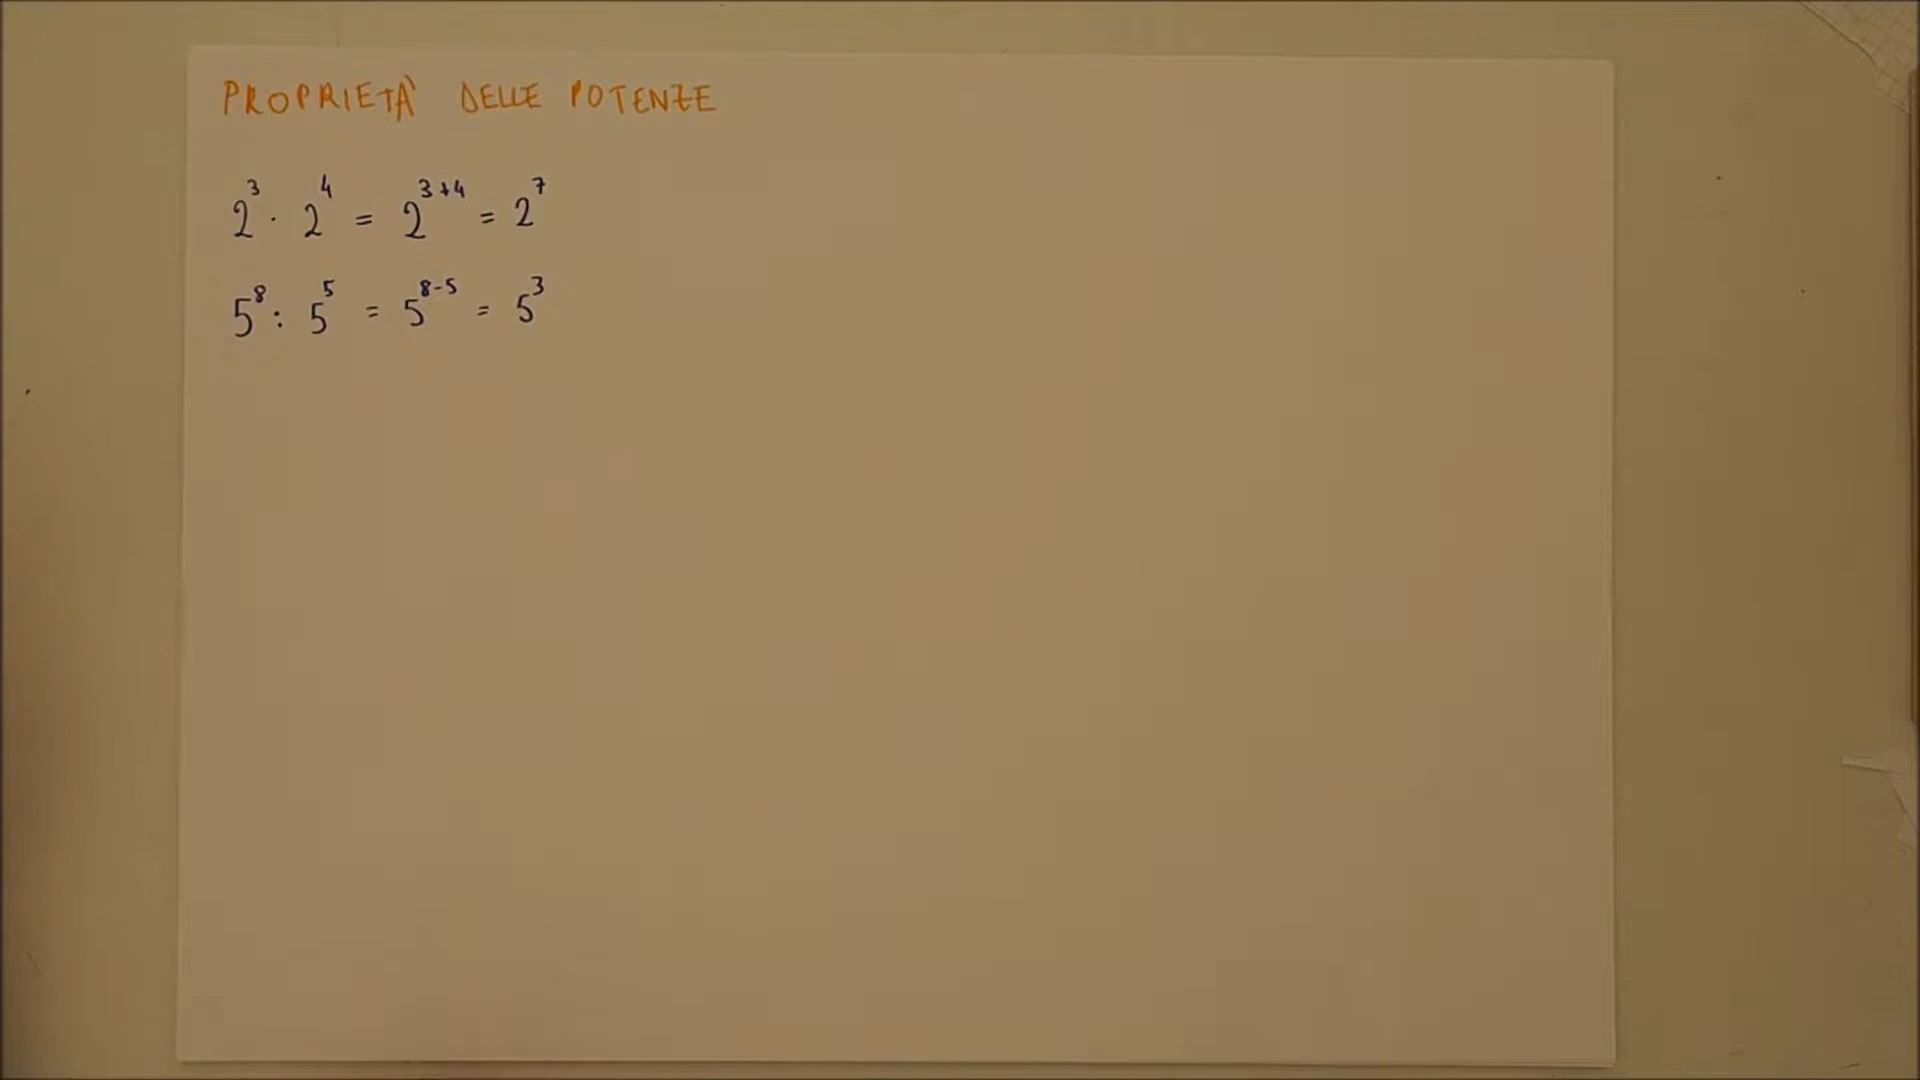 PROPRIETÀ DELLE POTENZE
2³ · 2⁴ = 2³⁺⁴ = 2⁷
5⁸ : 5⁵ = 5⁸⁻⁵ = 5³